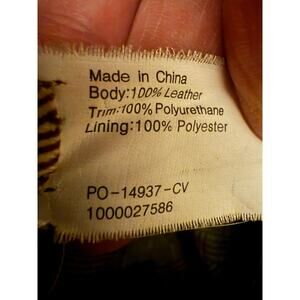 Made in China
Body:100% Leather
Trim:100% Polyurethane
Lining:100% Polyester
PO-14937-CV
1000027586